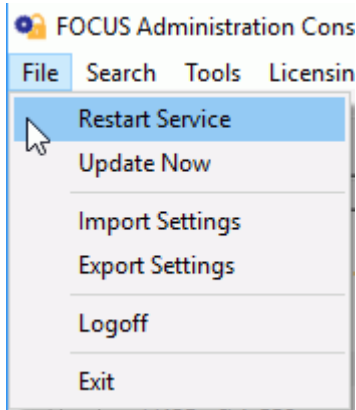 FOCUS Administration Cons
File Search Tools Licensin
Restart Service
Update Now
Import Settings
Export Settings
Logoff
Exit